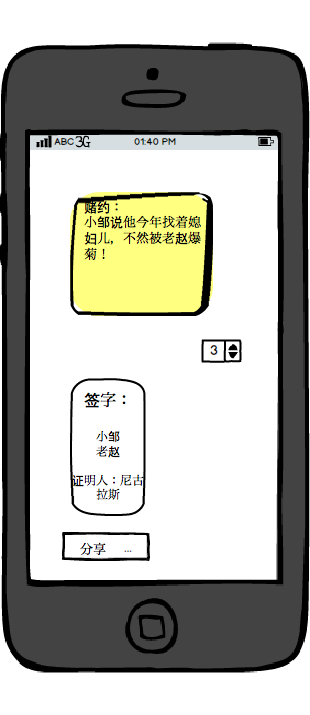 ABC 3G 01:40 PM
赌约：
小邹说他今年找着媳
妇儿，不然被老赵爆
菊！
3
签字：
小邹
老赵
证明人：尼古
拉斯
分享 ...